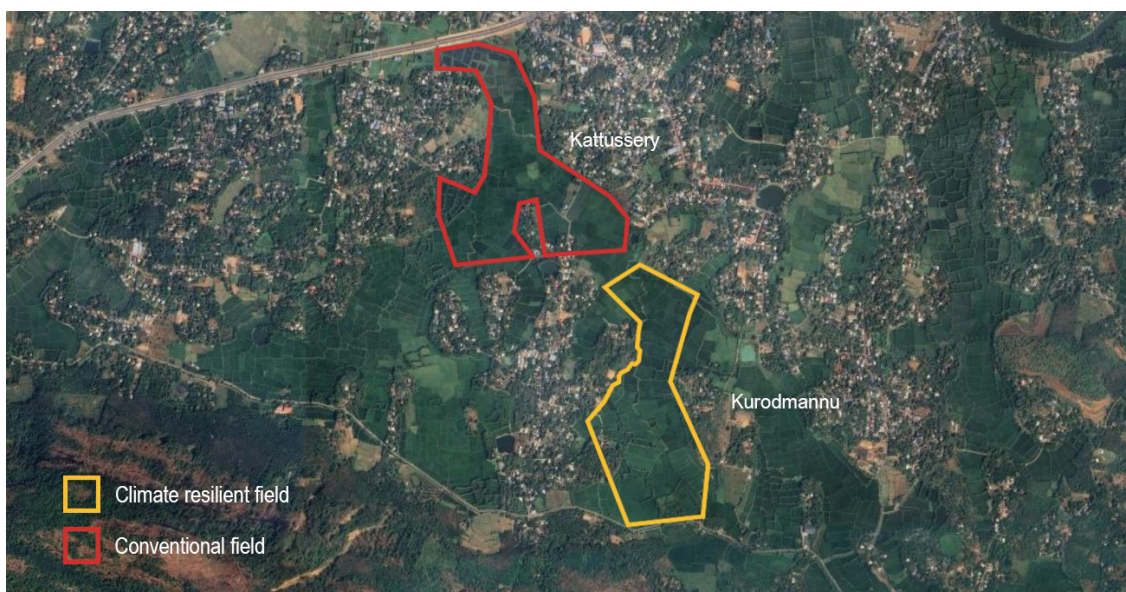 Kattussery
Kurodmannu
Climate resilient field
Conventional field